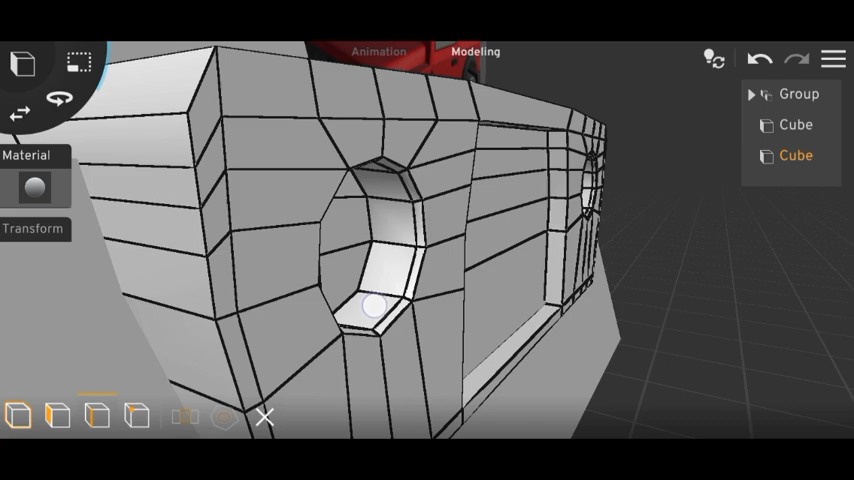 Animation Modeling
Group
Cube
Cube
Material
Transform